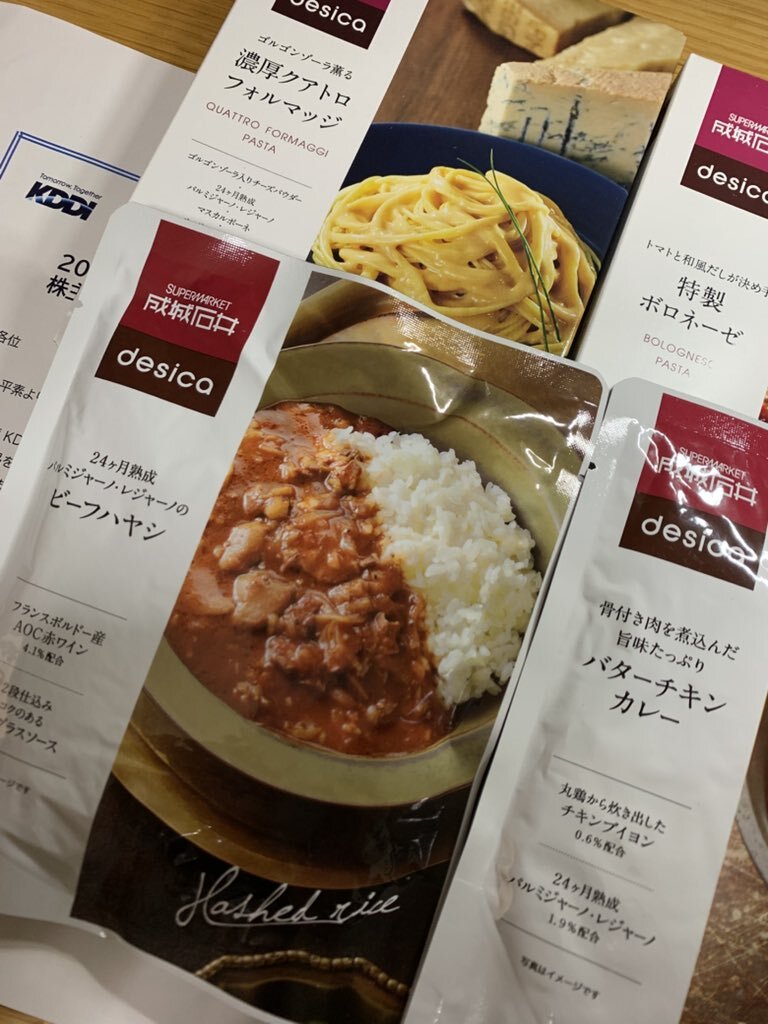 desica
ゴルゴンゾーラ薫る
濃厚クアトロ
フォルマッジ
QUATTRO FORMAGGI
PASTA
ゴルゴンゾーラ入りチーズパウダー
24ヶ月熟成
パルミジャーノ・レジャーノ
マスカルポーネ
SUPERMARKET
成城石井
desica
トマトと和風だしが決め手
特製
ボロネーゼ
BOLOGNESE
PASTA
Tomorrow, Together
KDDI
20
株主
各位
平素より
KD
SUPERMARKET
成城石井
desica
24ヶ月熟成
パルミジャーノ・レジャーノの
ビーフハヤシ
フランスボルドー産
AOC赤ワイン
4.1%配合
2段仕込み
コクのある
グラスソース
イメージです
Hashed rice
SUPERMARKET
成城石井
desica
骨付き肉を煮込んだ
旨味たっぷり
バターチキン
カレー
丸鶏から炊き出した
チキンブイヨン
0.6%配合
24ヶ月熟成
パルミジャーノ・レジャーノ
1.9%配合
写真はイメージです